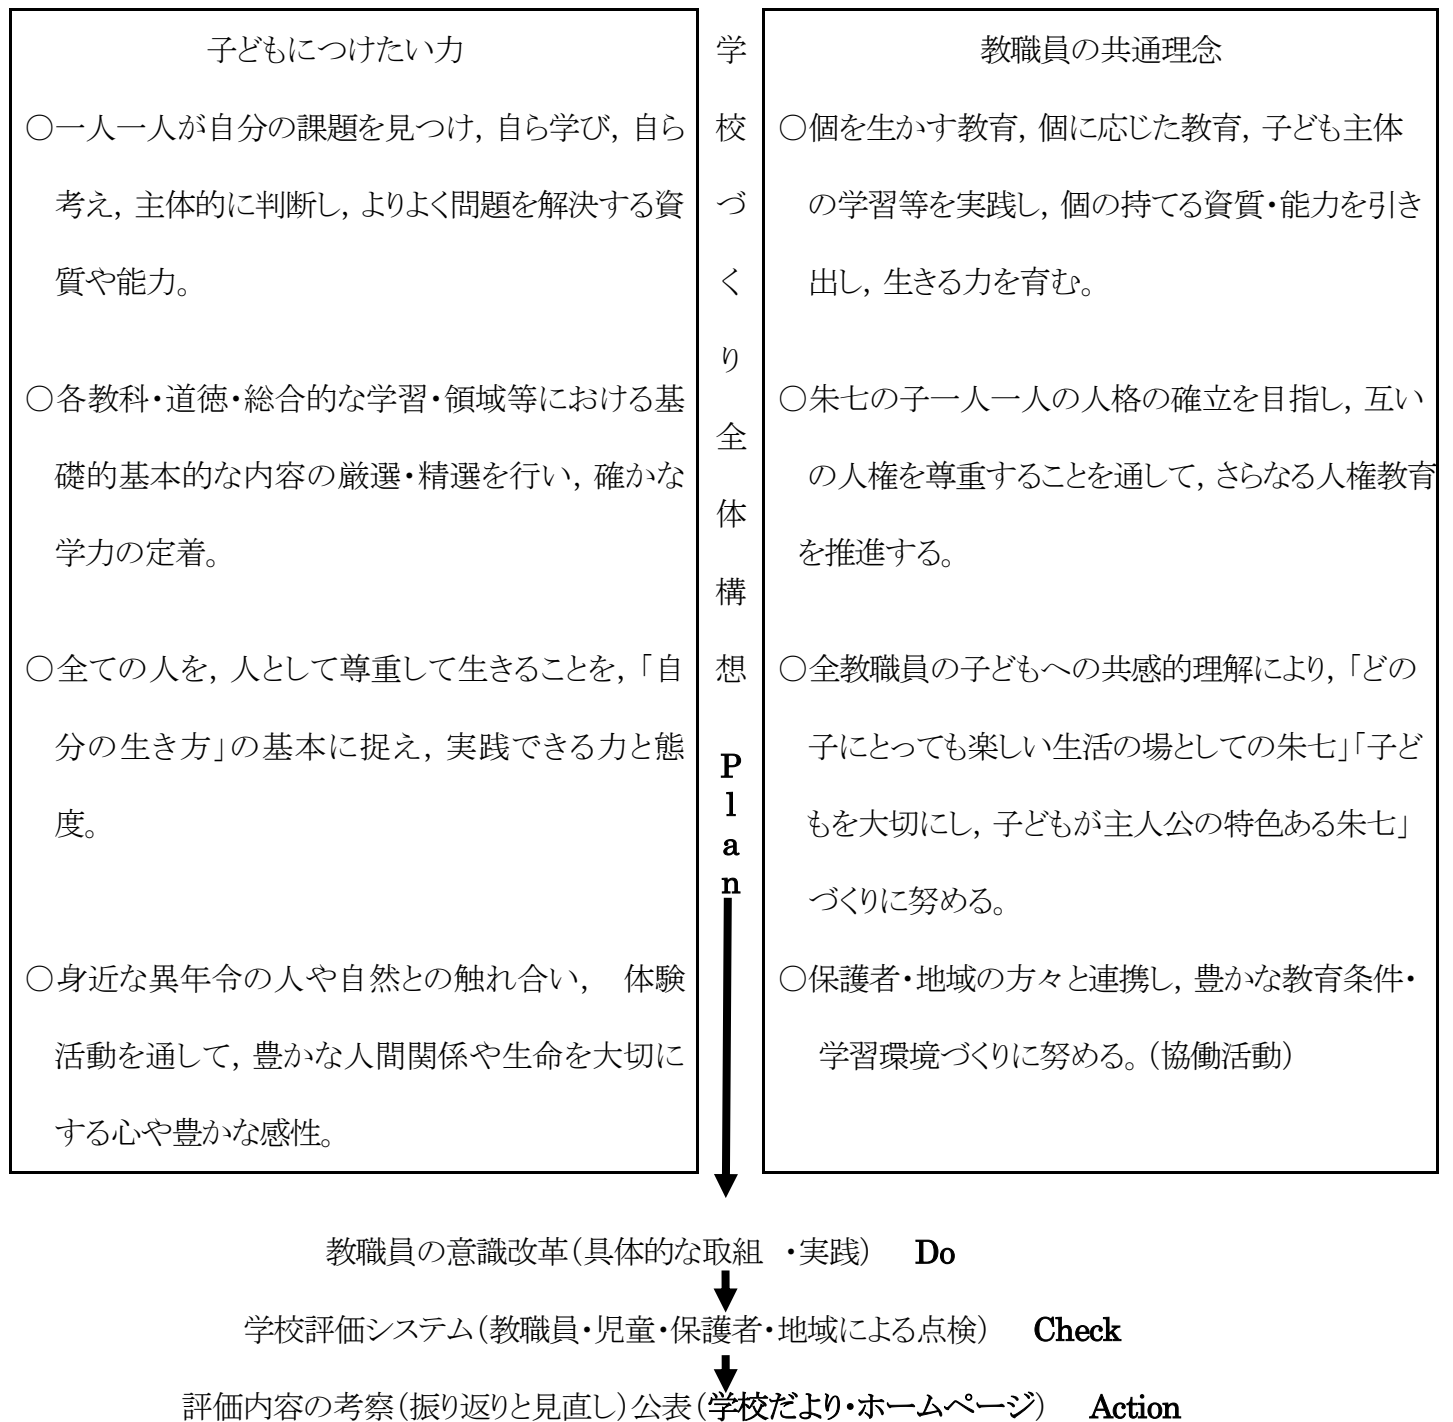 子どもにつけたい力
○一人一人が自分の課題を見つけ, 自ら学び, 自ら
考え, 主体的に判断し, よりよく問題を解決する資
質や能力。
○各教科・道徳・総合的な学習・領域等における基
礎的基本的な内容の厳選・精選を行い, 確かな
学力の定着。
○全ての人を, 人として尊重して生きることを, 「自
分の生き方」の基本に捉え, 実践できる力と態
度。
○身近な異年令の人や自然との触れ合い, 体験
活動を通して, 豊かな人間関係や生命を大切に
する心や豊かな感性。
学校づくり全体構想 Plan
教職員の共通理念
○個を生かす教育, 個に応じた教育, 子ども主体
の学習等を実践し, 個の持てる資質・能力を引き
出し, 生きる力を育む。
○朱七の子一人一人の人格の確立を目指し, 互い
の人権を尊重することを通して, さらなる人権教育
を推進する。
○全教職員の子どもへの共感的理解により, 「どの
子にとっても楽しい生活の場としての朱七」「子ど
もを大切にし, 子どもが主人公の特色ある朱七」
づくりに努める。
○保護者・地域の方々と連携し, 豊かな教育条件・
学習環境づくりに努める。(協働活動)
教職員の意識改革(具体的な取組 ・実践) Do
学校評価システム(教職員・児童・保護者・地域による点検) Check
評価内容の考察(振り返りと見直し)公表(学校だより・ホームページ) Action